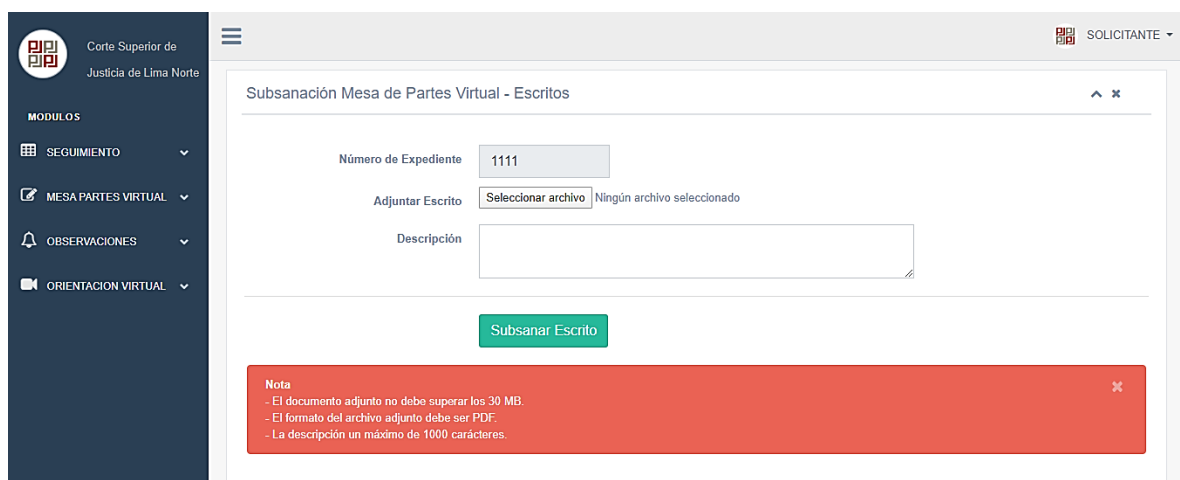 Corte Superior de
Justicia de Lima Norte
SOLICITANTE
MODULOS
SEGUIMIENTO
MESA PARTES VIRTUAL
OBSERVACIONES
ORIENTACION VIRTUAL
Subsanación Mesa de Partes Virtual - Escritos
Número de Expediente 1111
Adjuntar Escrito Seleccionar archivo Ningún archivo seleccionado
Descripción
Subsanar Escrito
Nota
- El documento adjunto no debe superar los 30 MB.
- El formato del archivo adjunto debe ser PDF.
- La descripción un máximo de 1000 carácteres.